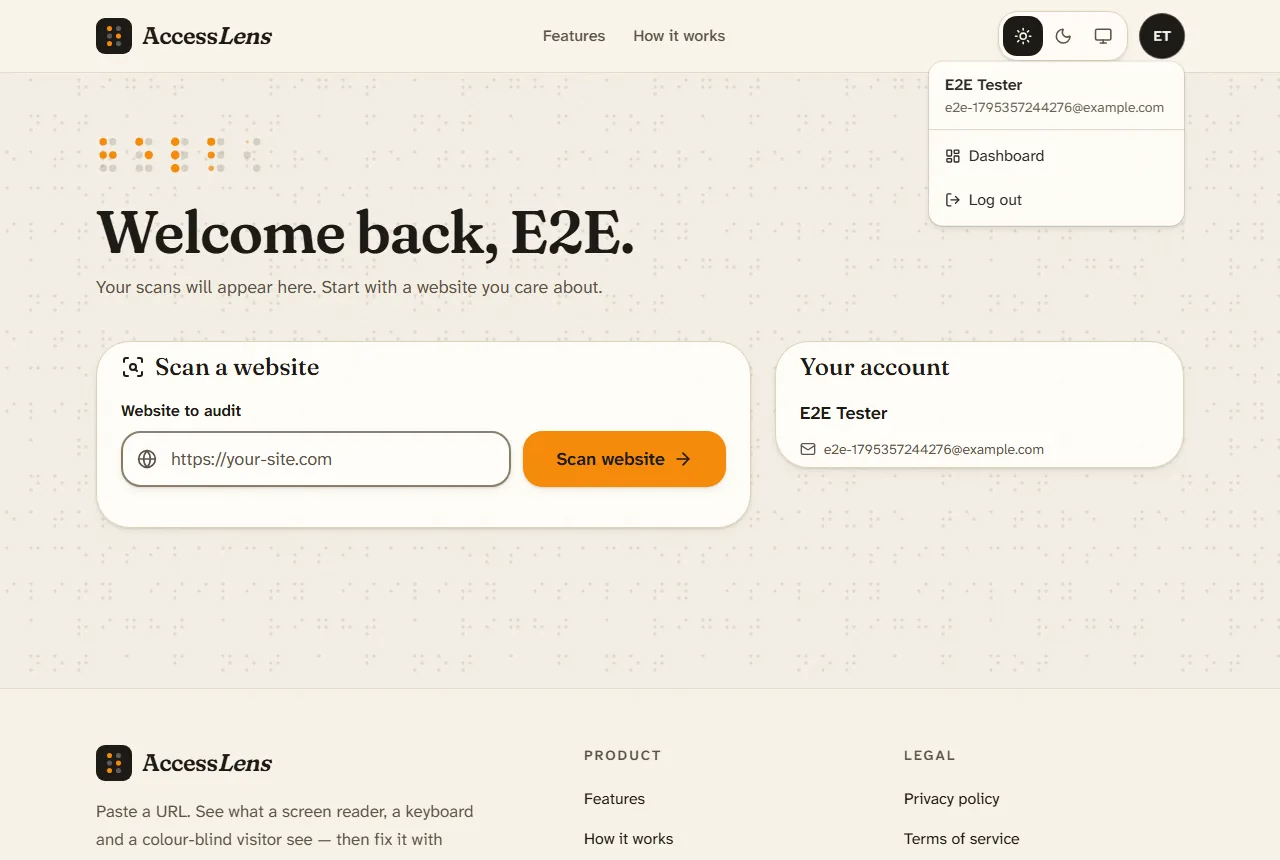 AccessLens
Features
How it works
ET
E2E Tester
e2e-1795357244276@example.com
Dashboard
Log out
Welcome back, E2E.
Your scans will appear here. Start with a website you care about.
Scan a website
Website to audit
https://your-site.com
Scan website
Your account
E2E Tester
e2e-1795357244276@example.com
AccessLens
Paste a URL. See what a screen reader, a keyboard
and a colour-blind visitor see — then fix it with
PRODUCT
Features
How it works
LEGAL
Privacy policy
Terms of service